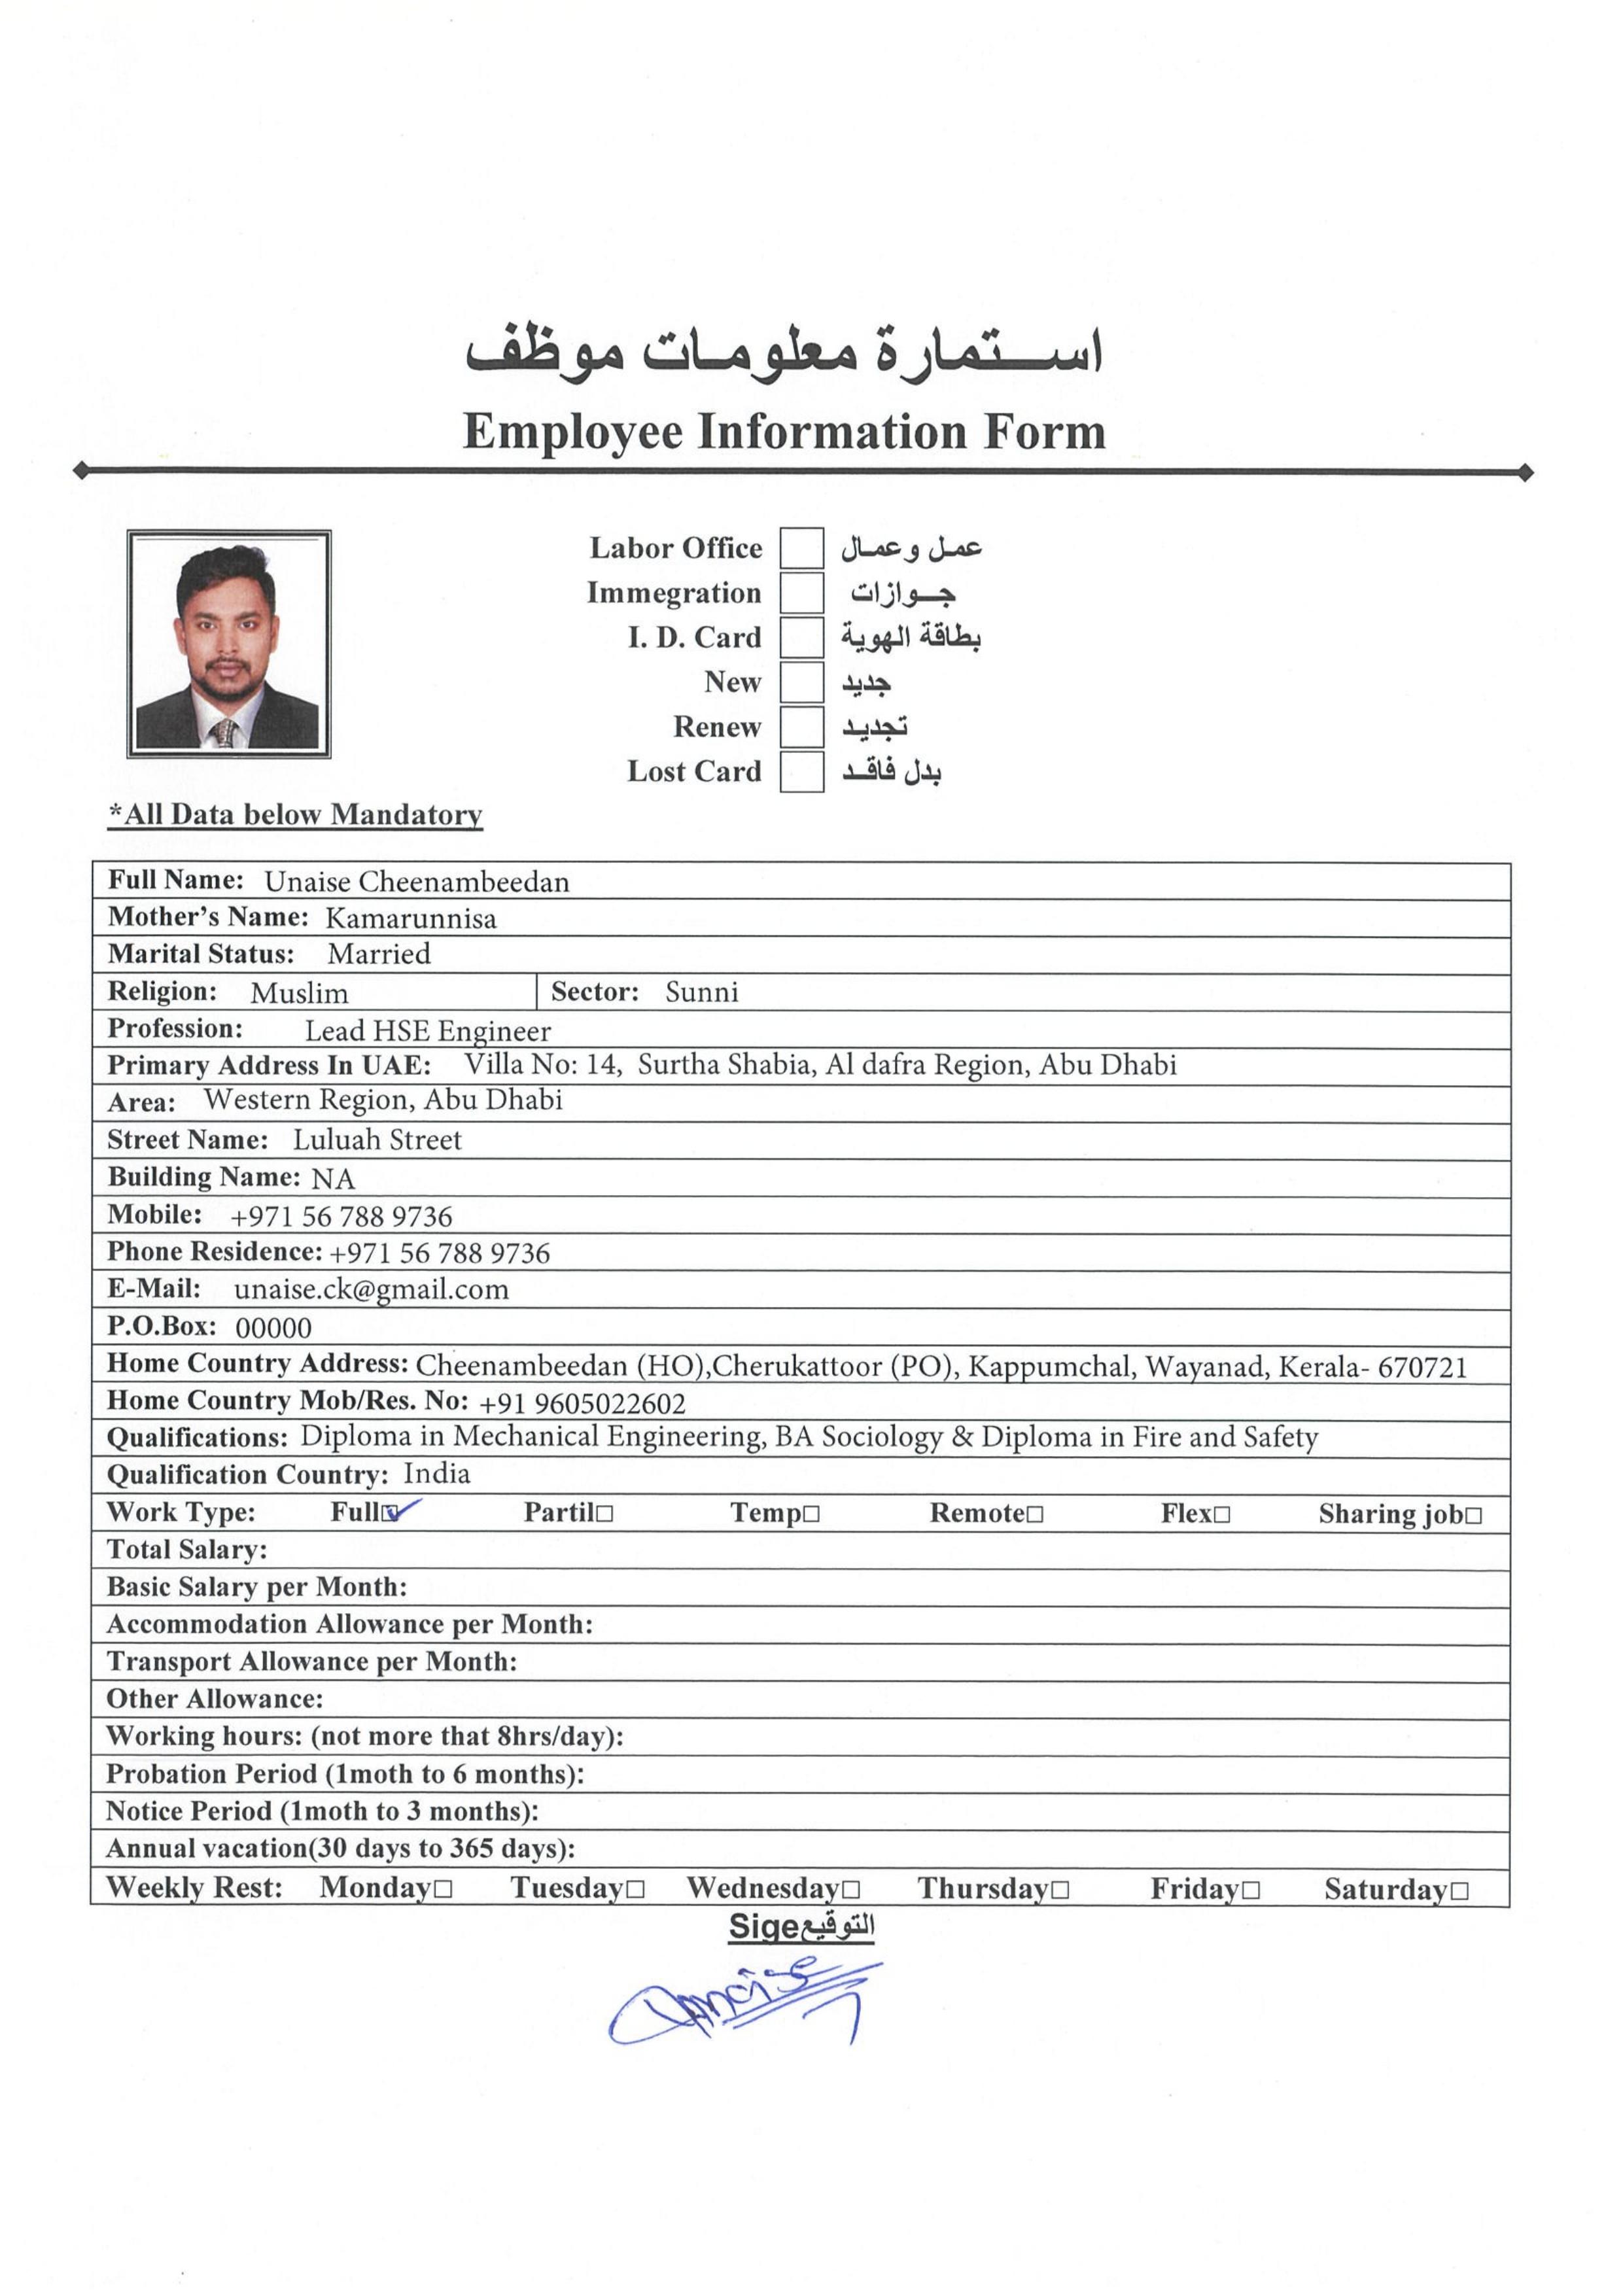 استمارة معلومات موظف
Employee Information Form
Labor Office عمل وعمال
Immegration جوازات
I. D. Card بطاقة الهوية
New جديد
Renew تجديد
Lost Card بدل فاقد
*All Data below Mandatory
Full Name: Unaise Cheenambeedan
Mother's Name: Kamarunnisa
Marital Status: Married
Religion: Muslim Sector: Sunni
Profession: Lead HSE Engineer
Primary Address In UAE: Villa No: 14, Surtha Shabia, Al dafra Region, Abu Dhabi
Area: Western Region, Abu Dhabi
Street Name: Luluah Street
Building Name: NA
Mobile: +971 56 788 9736
Phone Residence: +971 56 788 9736
E-Mail: unaise.ck@gmail.com
P.O.Box: 00000
Home Country Address: Cheenambeedan (HO),Cherukattoor (PO), Kappumchal, Wayanad, Kerala- 670721
Home Country Mob/Res. No: +91 9605022602
Qualifications: Diploma in Mechanical Engineering, BA Sociology & Diploma in Fire and Safety
Qualification Country: India
Work Type: Full☑ Partil□ Temp□ Remote□ Flex□ Sharing job□
Total Salary:
Basic Salary per Month:
Accommodation Allowance per Month:
Transport Allowance per Month:
Other Allowance:
Working hours: (not more that 8hrs/day):
Probation Period (1moth to 6 months):
Notice Period (1moth to 3 months):
Annual vacation(30 days to 365 days):
Weekly Rest: Monday□ Tuesday□ Wednesday□ Thursday□ Friday□ Saturday□
Sige التوقيع